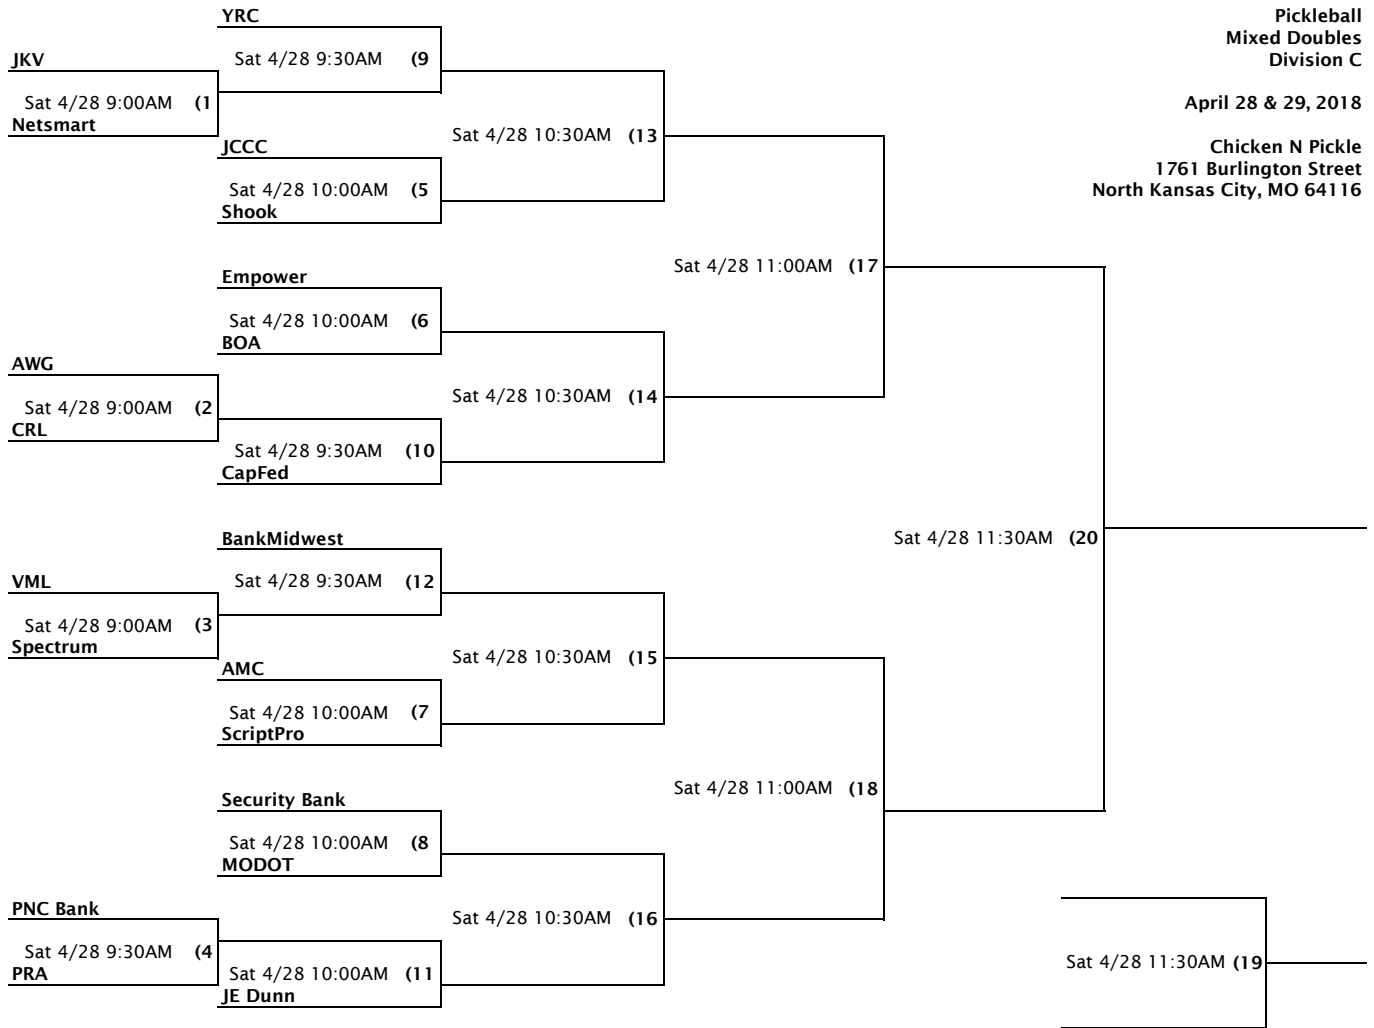 YRC
Pickleball
Mixed Doubles
Division C
April 28 & 29, 2018
Chicken N Pickle
1761 Burlington Street
North Kansas City, MO 64116
JKV
Sat 4/28 9:30AM (9
Sat 4/28 9:00AM (1
Netsmart
Sat 4/28 10:30AM (13
JCCC
Sat 4/28 10:00AM (5
Shook
Sat 4/28 11:00AM (17
Empower
Sat 4/28 10:00AM (6
BOA
AWG
Sat 4/28 10:30AM (14
Sat 4/28 9:00AM (2
CRL
Sat 4/28 9:30AM (10
CapFed
BankMidwest
Sat 4/28 11:30AM (20
VML
Sat 4/28 9:30AM (12
Sat 4/28 9:00AM (3
Spectrum
Sat 4/28 10:30AM (15
AMC
Sat 4/28 10:00AM (7
ScriptPro
Sat 4/28 11:00AM (18
Security Bank
Sat 4/28 10:00AM (8
MODOT
PNC Bank
Sat 4/28 10:30AM (16
Sat 4/28 9:30AM (4
PRA
Sat 4/28 10:00AM (11
JE Dunn
Sat 4/28 11:30AM (19